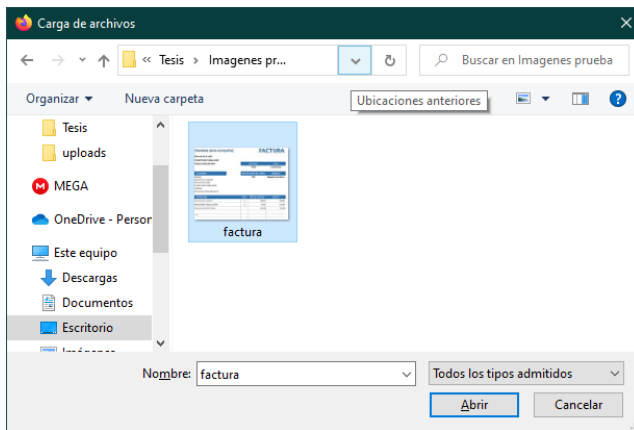 Carga de archivos
« Tesis › Imagenes pr...
Buscar en Imagenes prueba
Organizar
Nueva carpeta
Ubicaciones anteriores
Tesis
uploads
MEGA
OneDrive - Person
Este equipo
Descargas
Documentos
Escritorio
FACTURA
factura
Nombre: factura
Todos los tipos admitidos
Abrir
Cancelar